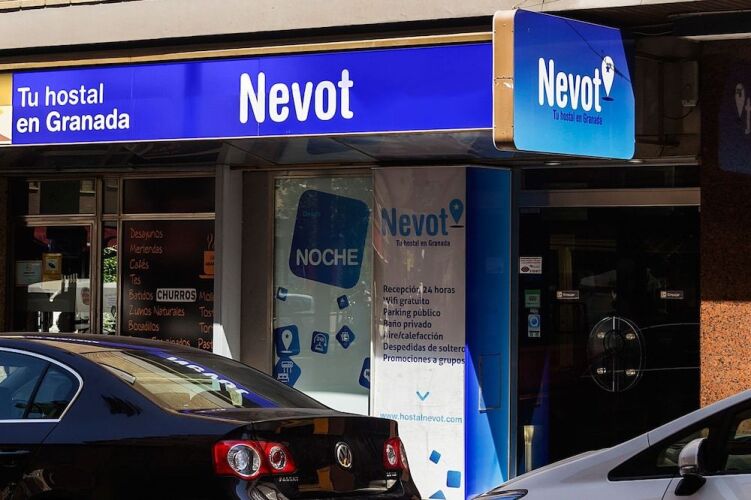 Tu hostal
en Granada
Nevot
Nevot
Tu hostal en Granada
Desayunos
Meriendas
Cafés
Tes
Batidos CHURROS
Zumos Naturales
Bocadillos
NOCHE
Nevot
Tu hostal en Granada
Recepción 24 horas
Wifi gratuito
Parking público
Baño privado
Aire/calefacción
Despedidas de soltero
Promociones a grupos
www.hostalnevot.com
PASSAT